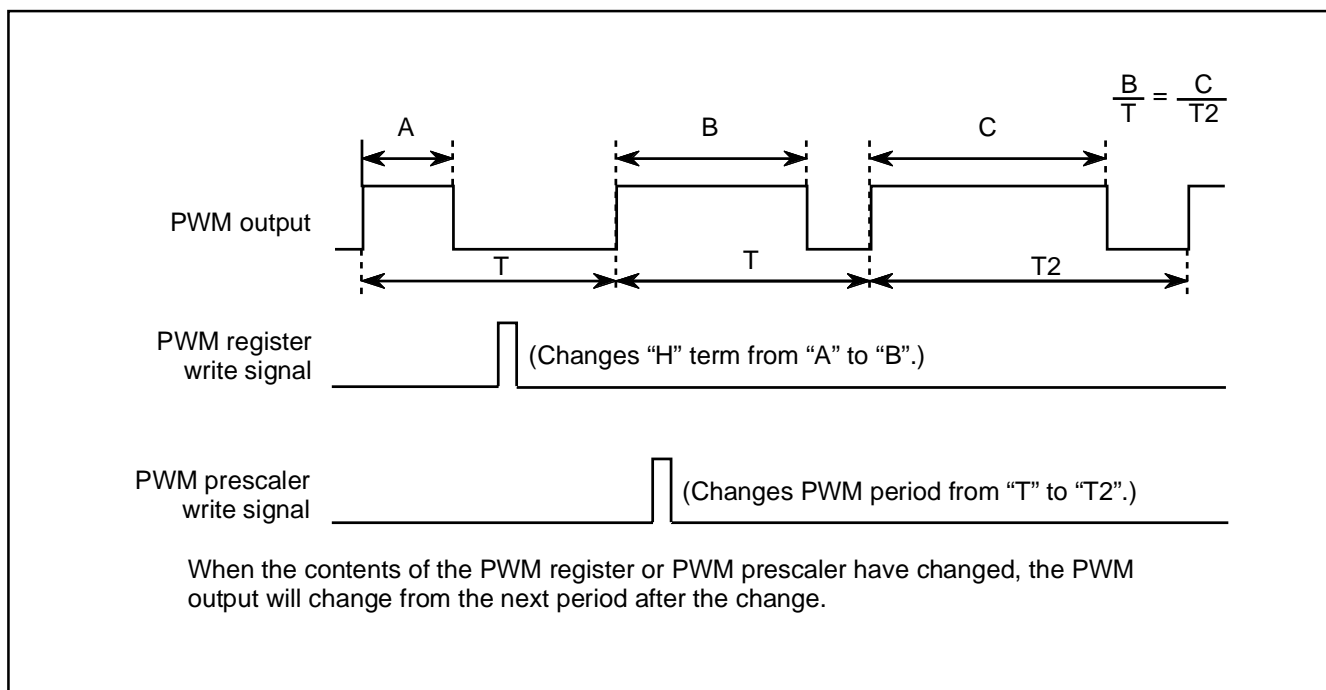 B/T = C/T2
A
B
C
PWM output
T
T
T2
PWM register
write signal
(Changes “H” term from “A” to “B”.)
PWM prescaler
write signal
(Changes PWM period from “T” to “T2”.)
When the contents of the PWM register or PWM prescaler have changed, the PWM
output will change from the next period after the change.